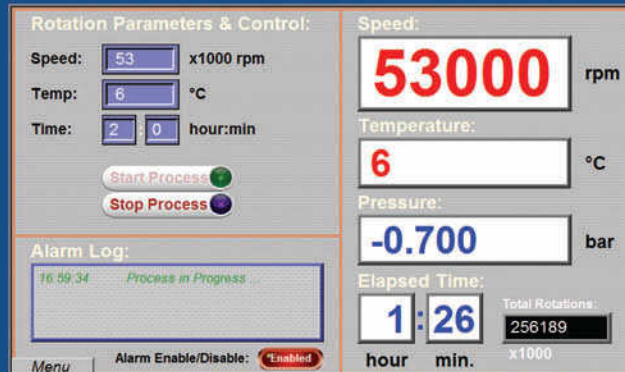 Rotation Parameters & Control:
Speed: 53 x1000 rpm
Temp: 6 °C
Time: 2 : 0 hour:min
Start Process
Stop Process
Alarm Log:
16:59:34 Process in Progress ...
Menu
Alarm Enable/Disable: *Enabled
Speed:
53000 rpm
Temperature:
6 °C
Pressure:
-0.700 bar
Elapsed Time:
1 : 26
hour min.
Total Rotations:
256189
x1000